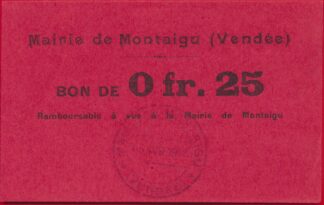 Mairie de Montaigu (Vendée)
BON DE 0 fr. 25
Remboursable à vue à la Mairie de Montaigu